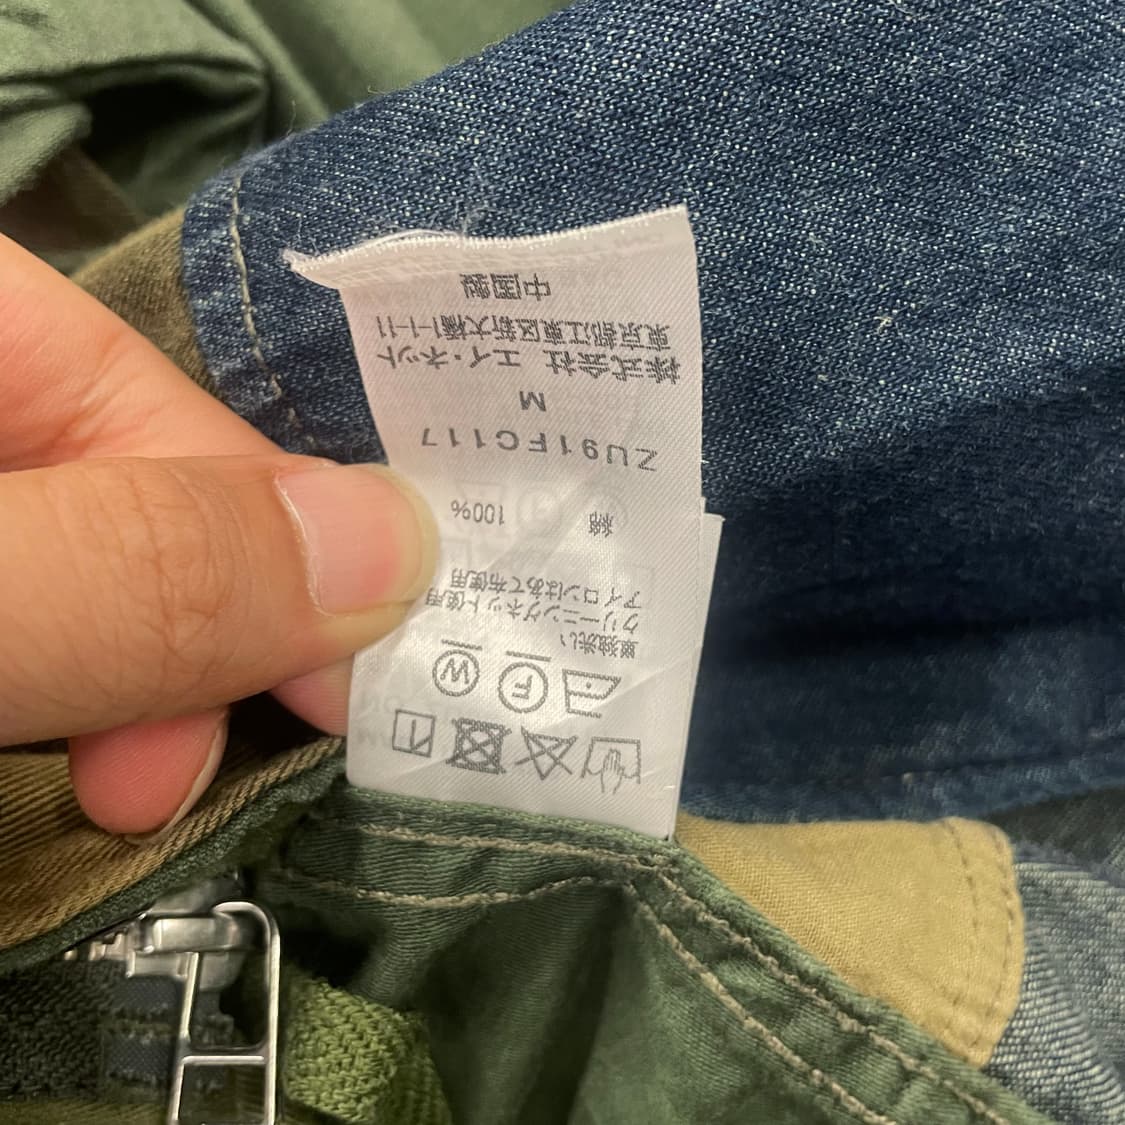 W
F
単独洗い
クリーニングネット使用
アイロンはあて布使用
綿 100%
ZU91FC117
M
株式会社 エイ・ネット
東京都江東区新大橋1-1-11
中国製